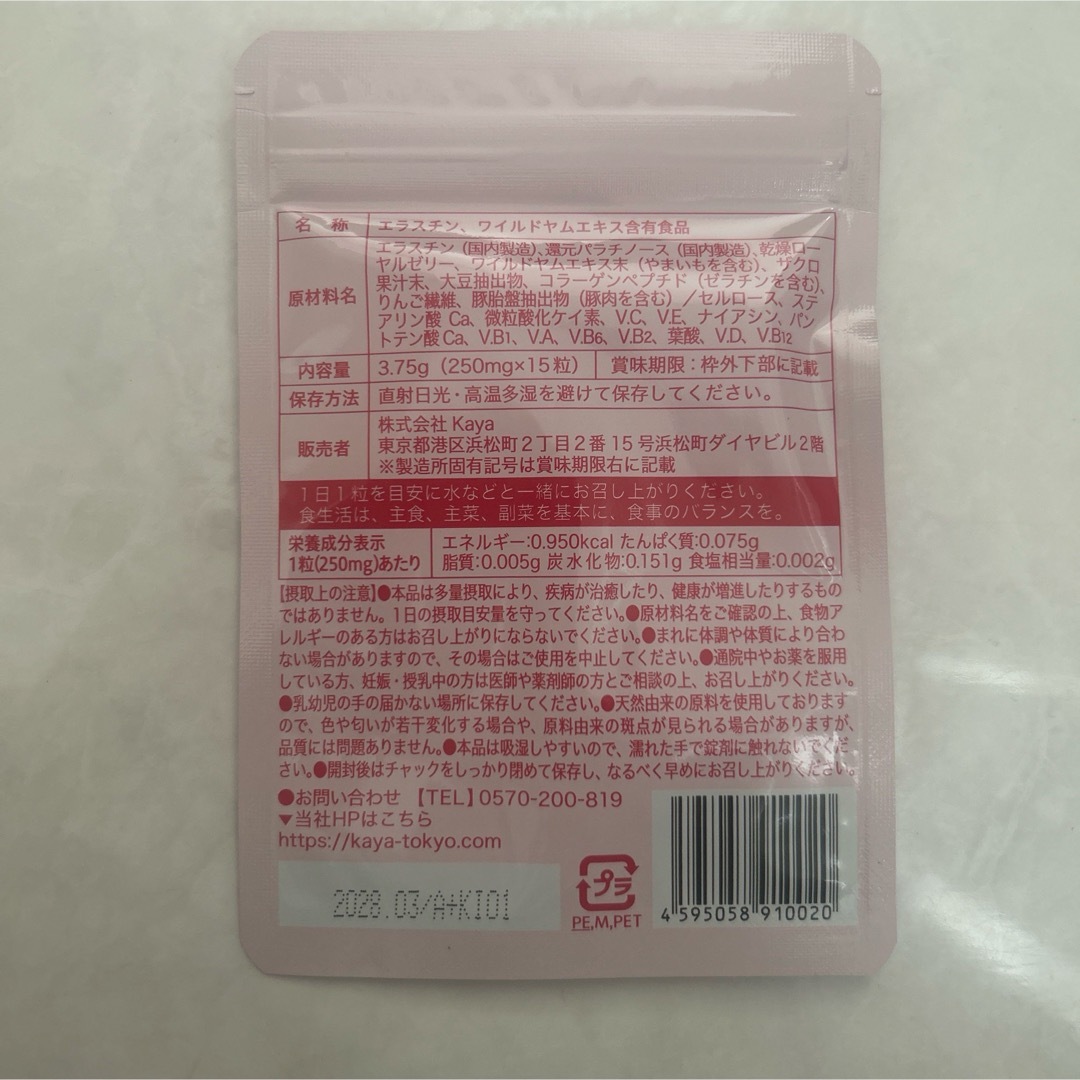 名 称 エラスチン、ワイルドヤムエキス含有食品
原材料名 エラスチン（国内製造）、還元パラチノース（国内製造）、乾燥ロー
ヤルゼリー、ワイルドヤムエキス末（やまいもを含む）、ザクロ
果汁末、大豆抽出物、コラーゲンペプチド（ゼラチンを含む）、
りんご繊維、豚胎盤抽出物（豚肉を含む）／セルロース、ステ
アリン酸 Ca、微粒酸化ケイ素、V.C、V.E、ナイアシン、パン
トテン酸 Ca、V.B1、V.A、V.B6、V.B2、葉酸、V.D、V.B12
内容量 3.75g（250mg×15粒） 賞味期限：枠外下部に記載
保存方法 直射日光・高温多湿を避けて保存してください。
販売者 株式会社 Kaya
東京都港区浜松町2丁目2番 15 号浜松町ダイヤビル2階
※製造所固有記号は賞味期限右に記載
1日1粒を目安に水などと一緒にお召し上がりください。
食生活は、主食、主菜、副菜を基本に、食事のバランスを。
栄養成分表示 エネルギー：0.950kcal たんぱく質：0.075g
1粒(250mg)あたり 脂質：0.005g 炭水化物：0.151g 食塩相当量：0.002g
【摂取上の注意】●本品は多量摂取により、疾病が治癒したり、健康が増進したりするもの
ではありません。1日の摂取目安量を守ってください。●原材料名をご確認の上、食物ア
レルギーのある方はお召し上がりにならないでください。●まれに体調や体質により合わ
ない場合がありますので、その場合はご使用を中止してください。●通院中やお薬を服用
している方、妊娠・授乳中の方は医師や薬剤師の方とご相談の上、お召し上がりください。
●乳幼児の手の届かない場所に保存してください。●天然由来の原料を使用しております
ので、色や匂いが若干変化する場合や、原料由来の斑点が見られる場合がありますが、
品質には問題ありません。●本品は吸湿しやすいので、濡れた手で錠剤に触れないでくだ
さい。●開封後はチャックをしっかり閉めて保存し、なるべく早めにお召し上がりください。
●お問い合わせ 【TEL】0570-200-819
▼当社HPはこちら
https://kaya-tokyo.com
2028.03/A+KI01
プラ
PE,M,PET
4 595058 910020